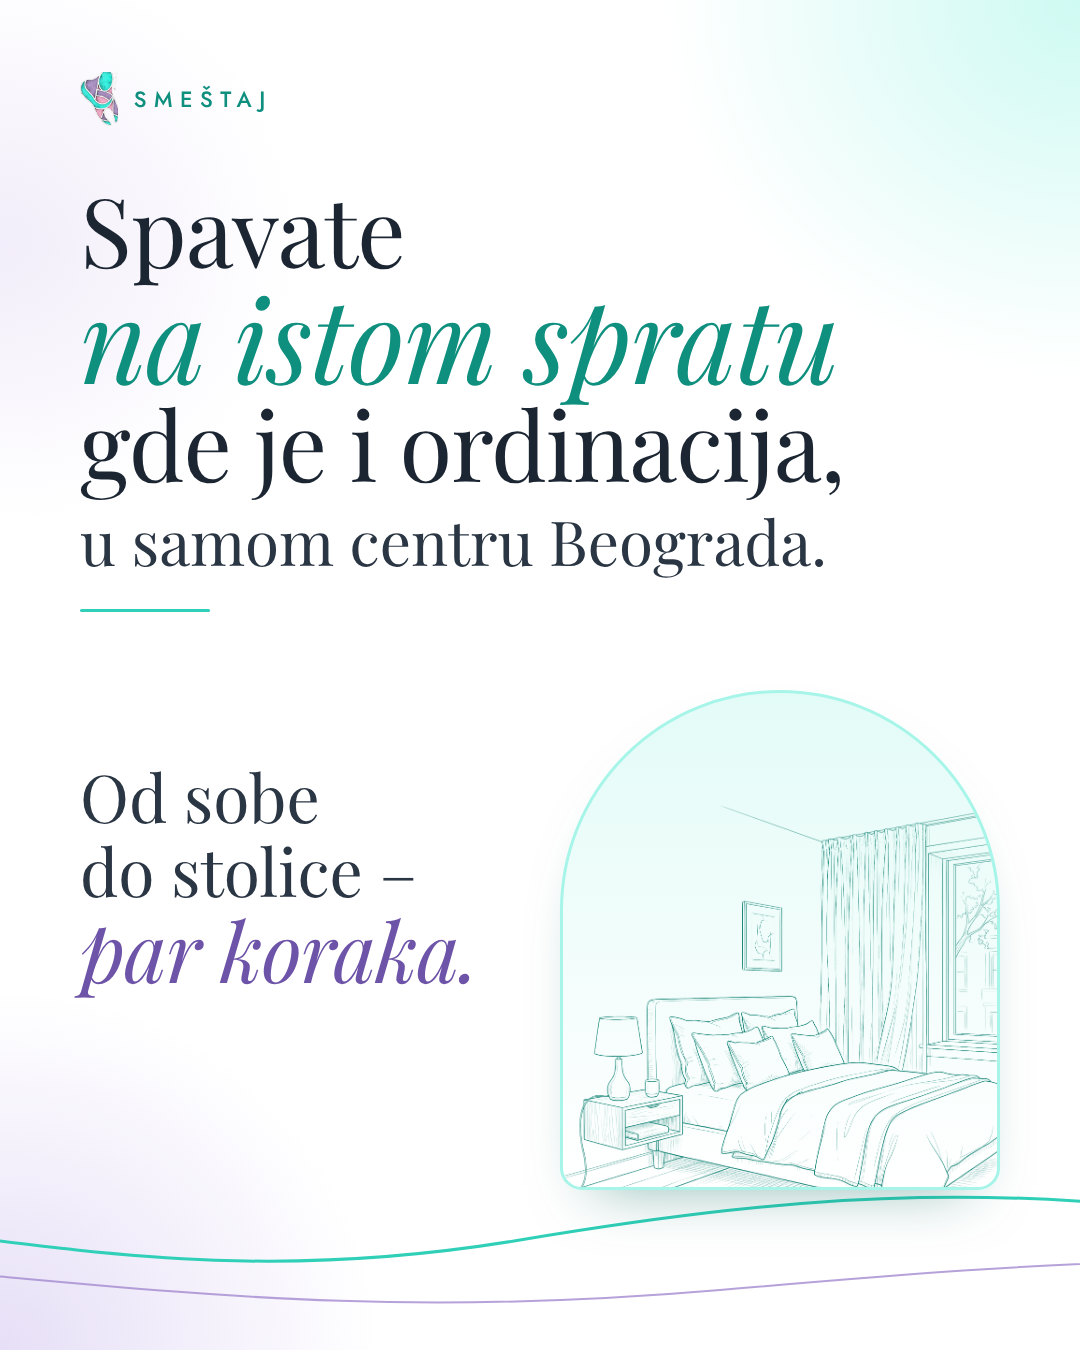 SMEŠTAJ
Spavate
na istom spratu
gde je i ordinacija,
u samom centru Beograda.
Od sobe
do stolice –
par koraka.